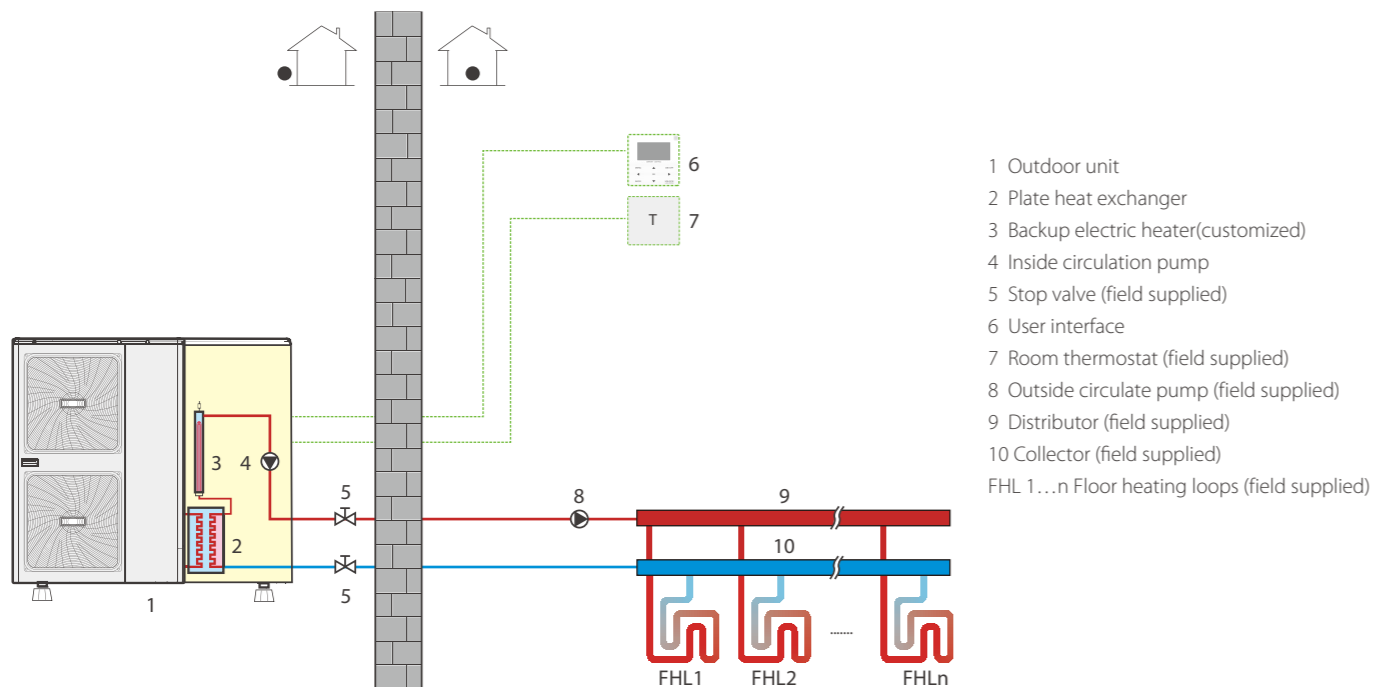 6
T
7
1 Outdoor unit
2 Plate heat exchanger
3 Backup electric heater(customized)
4 Inside circulation pump
5 Stop valve (field supplied)
6 User interface
7 Room thermostat (field supplied)
8 Outside circulate pump (field supplied)
9 Distributor (field supplied)
10 Collector (field supplied)
FHL 1...n Floor heating loops (field supplied)
3
4
5
8
9
2
10
1
5
.......
FHL1
FHL2
FHLn